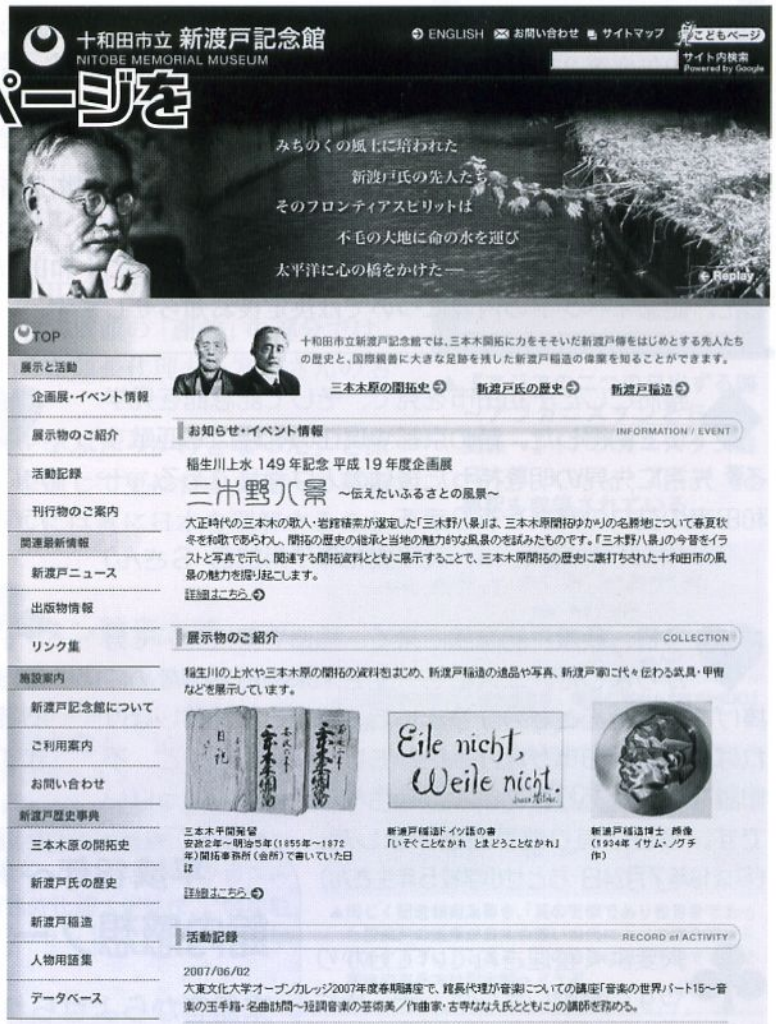 十和田市立 新渡戸記念館
NITOBE MEMORIAL MUSEUM
ENGLISH お問い合わせ サイトマップ こどもページ
サイト内検索
Powered by Google
ページを
みちのくの風土に培われた
新渡戸氏の先人たち
そのフロンティアスピリットは
不毛の大地に命の水を運び
太平洋に心の橋をかけた—
Replay
TOP
展示と活動
企画展・イベント情報
展示物のご紹介
活動記録
刊行物のご案内
関連最新情報
新渡戸ニュース
出版物情報
リンク集
施設案内
新渡戸記念館について
ご利用案内
お問い合わせ
新渡戸歴史事典
三本木原の開拓史
新渡戸氏の歴史
新渡戸稲造
人物用語集
データベース
十和田市立新渡戸記念館では、三本木開拓に力をそそいだ新渡戸傳をはじめとする先人たち
の歴史と、国際親善に大きな足跡を残した新渡戸稲造の偉業を知ることができます。
三本木原の開拓史 新渡戸氏の歴史 新渡戸稲造
お知らせ・イベント情報 INFORMATION / EVENT
稲生川上水 149 年記念 平成 19 年度企画展
三木野八景 ～伝えたいふるさとの風景～
大正時代の三本木の歌人・岩舘精素が選定した「三木野八景」は、三本木原開拓ゆかりの名勝地について春夏秋
冬を和歌であらわし、開拓の歴史の継承と当地の魅力的な風景のを試みたものです。「三木野八景」の今昔をイラ
ストと写真で示し、関連する開拓資料とともに展示することで、三本木原開拓の歴史に裏打ちされた十和田市の風
景の魅力を掘り起こします。
詳細はこちら
展示物のご紹介 COLLECTION
稲生川の上水や三本木原の開拓の資料をはじめ、新渡戸稲造の遺品や写真、新渡戸家に代々伝わる武具・甲冑
などを展示しています。
日記
Eile nicht,
Weile nicht.
三本木平開発留
安政2年～明治5年(1855年～1872
年)開拓事務所(会所)で書いていた日
誌
詳細はこちら
新渡戸稲造ドイツ語の書
「いそぐことなかれ とまどうことなかれ」
新渡戸稲造博士 胸像
(1934年 イサム・ノグチ
作)
活動記録 RECORD of ACTIVITY
2007/06/02
大東文化大学オープンカレッジ2007年度春期講座で、館長代理が音楽についての講座「音楽の世界パート15～音
楽の玉手箱・名曲訪問～短調音楽の芸術美／作曲家・古寺ななえ氏とともに」の講師を務める。